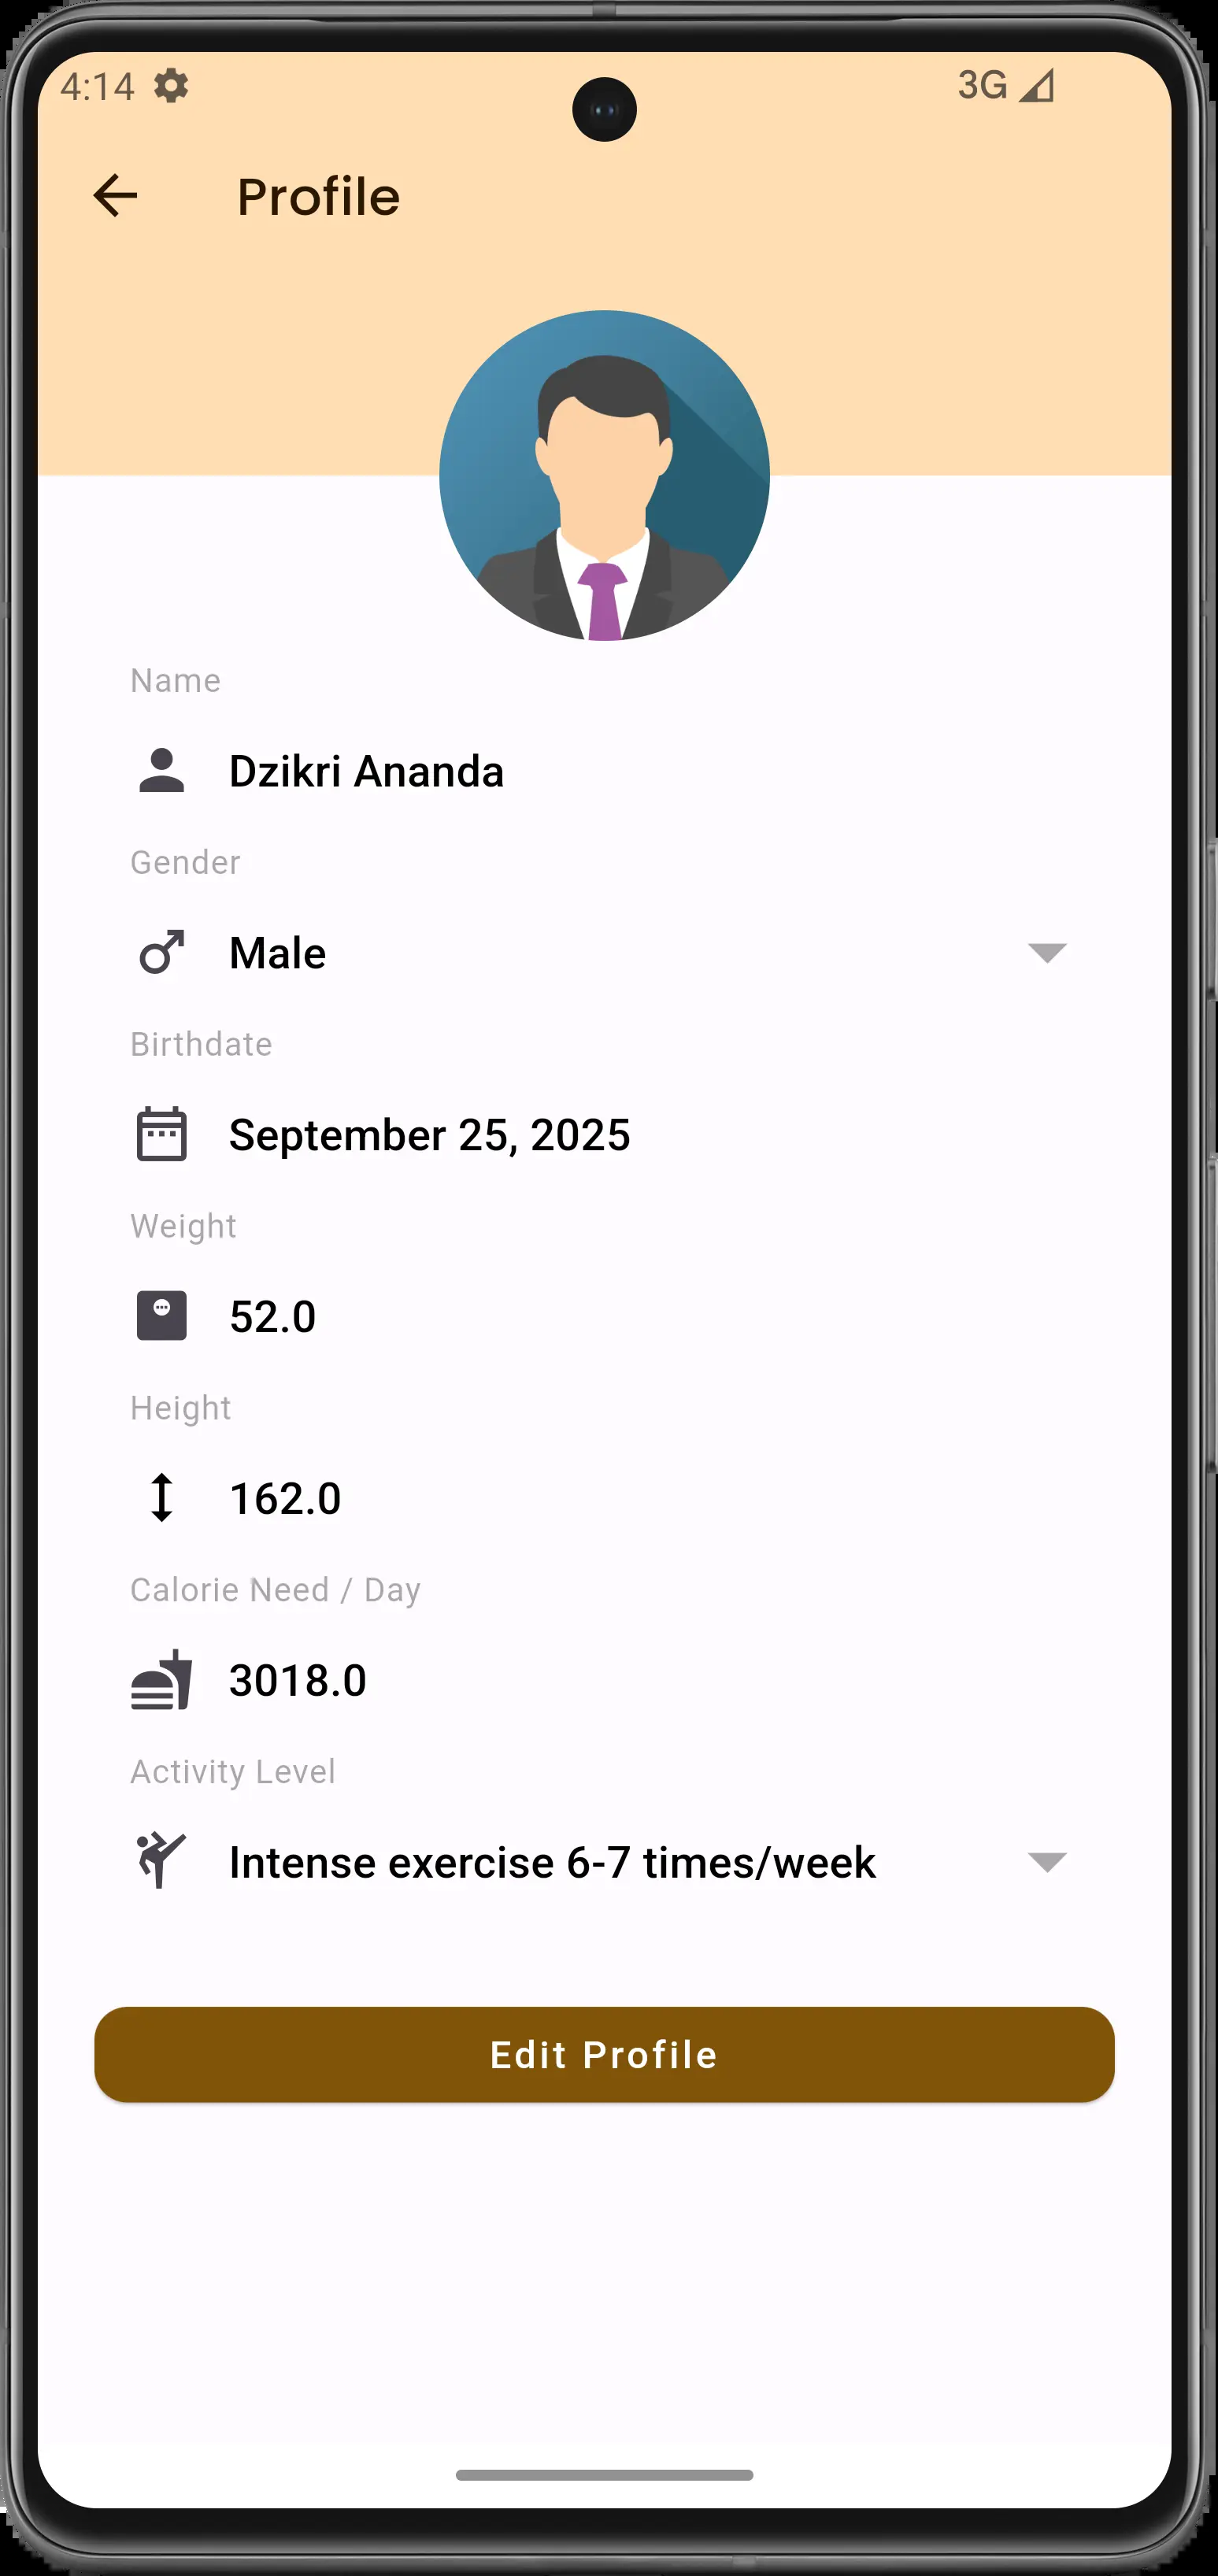 4:14
3G
Profile
Name
Dzikri Ananda
Gender
Male
Birthdate
September 25, 2025
Weight
52.0
Height
162.0
Calorie Need / Day
3018.0
Activity Level
Intense exercise 6-7 times/week
Edit Profile